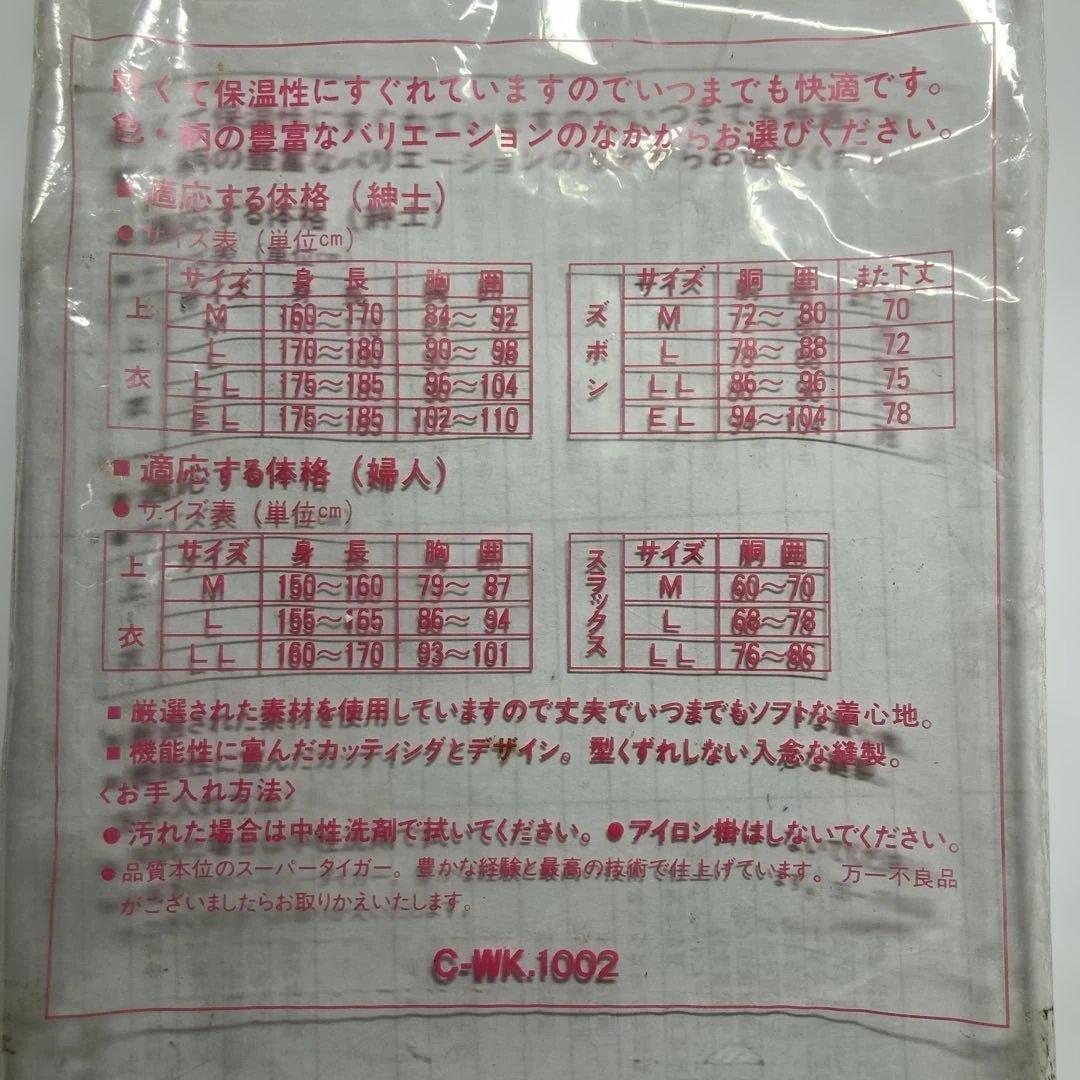 軽くて保温性にすぐれていますのでいつまでも快適です。
色・柄の豊富なバリエーションのなかからお選びください。
■ 適応する体格（紳士）
● サイズ表（単位cm）
上衣 サイズ 身長 胸囲
M 160〜170 84〜92
L 170〜180 90〜98
LL 175〜185 96〜104
EL 175〜185 102〜110
ズボン サイズ 胴囲 また下丈
M 72〜80 70
L 78〜88 72
LL 86〜96 75
EL 94〜104 78
■ 適応する体格（婦人）
● サイズ表（単位cm）
上衣 サイズ 身長 胸囲
M 150〜160 79〜87
L 155〜165 86〜94
LL 160〜170 93〜101
スラックス サイズ 胴囲
M 60〜70
L 68〜78
LL 76〜86
■ 厳選された素材を使用していますので丈夫でいつまでもソフトな着心地。
■ 機能性に富んだカッティングとデザイン。型くずれしない入念な縫製。
〈お手入れ方法〉
● 汚れた場合は中性洗剤で拭いてください。● アイロン掛はしないでください。
● 品質本位のスーパータイガー。豊かな経験と最高の技術で仕上げています。万一不良品
がございましたらお取りかえいたします。
C-WK.1002